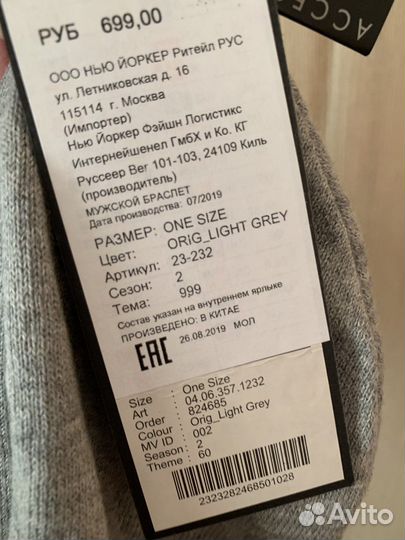 ACCES
РУБ 699,00
ООО НЬЮ ЙОРКЕР Ритейл РУС
ул. Летниковская д. 16
115114 г. Москва
(Импортер)
Нью Йоркер Фэйшн Логистикс
Интернейшенел ГмбХ и Ко. КГ
Руссеер Вег 101-103, 24109 Киль
(производитель)
МУЖСКОЙ БРАСЛЕТ
Дата производства: 07/2019
РАЗМЕР: ONE SIZE
Цвет: ORIG_LIGHT GREY
Артикул: 23-232
Сезон: 2
Тема: 999
Состав указан на внутреннем ярлыке
ПРОИЗВЕДЕНО: В КИТАЕ
EAC 26.08.2019 МОЛ
Size : One Size
Art : 04.06.357.1232
Order : 824685
Colour : Orig_Light Grey
MV ID : 002
Season : 2
Theme : 60
2323282468501028
Avito